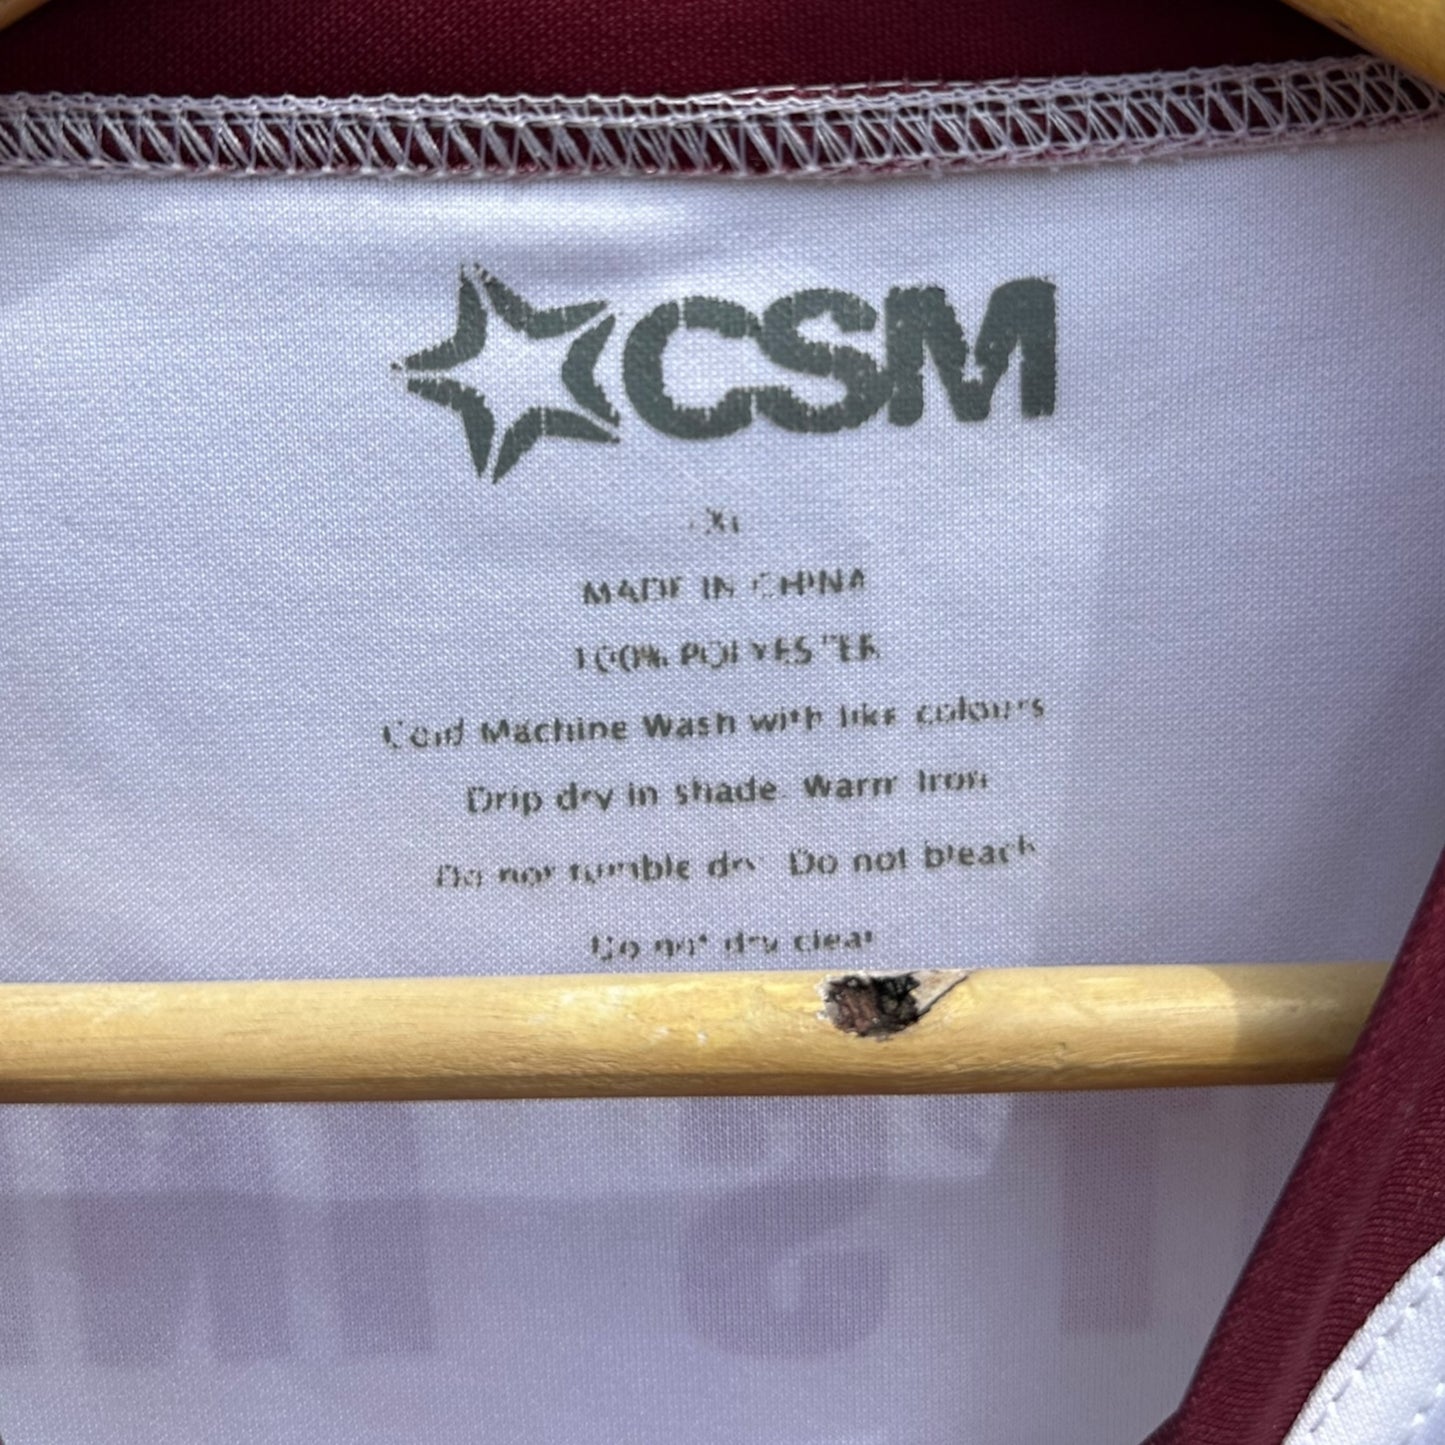 CSM
XL
MADE IN CHINA
100% POLYESTER
Cold Machine Wash with like colours
Drip dry in shade. Warm Iron
Do not tumble dry Do not bleach
Do not dry clean